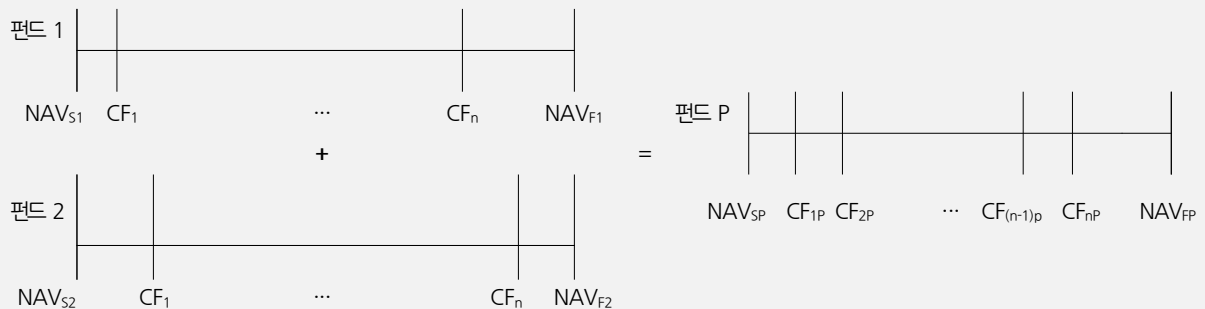 펀드 1
NAVS1 CF1 ... CFn NAVF1
+
펀드 2
NAVS2 CF1 ... CFn NAVF2
=
펀드 P
NAVSP CF1P CF2P ... CF(n-1)p CFnP NAVFP